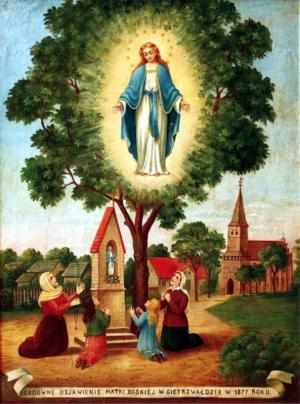 CUDOWNE OBJAWIENIE MATKI BOSKIEJ W GIETRZWAŁDZIE W 1877 ROKU.